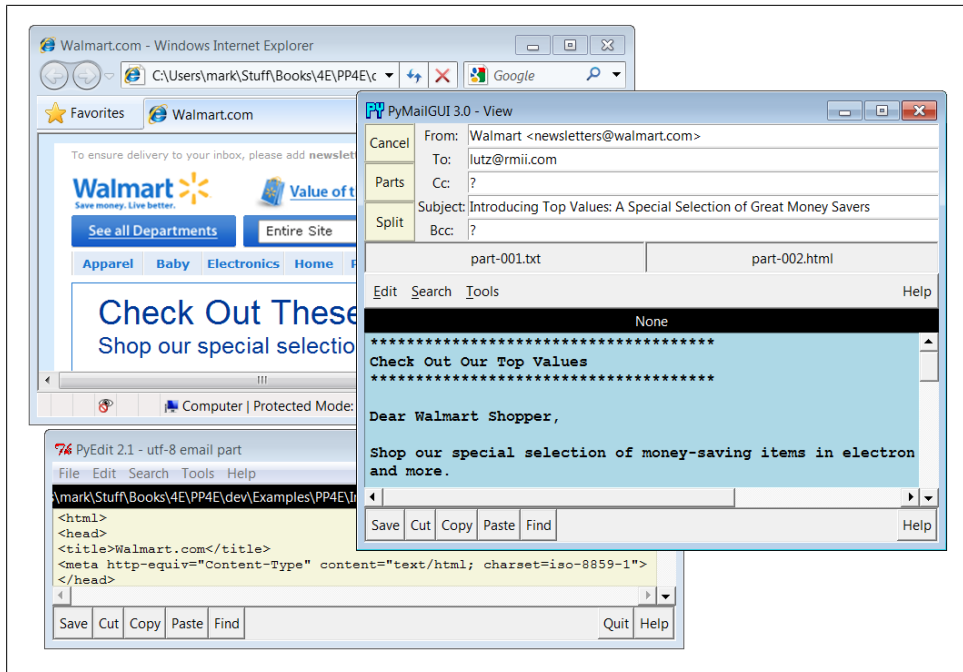 Walmart.com - Windows Internet Explorer
C:\Users\mark\Stuff\Books\4E\PP4E\c
Google
Favorites
Walmart.com
To ensure delivery to your inbox, please add
Walmart
Save money. Live better.
Value of
See all Departments
Entire Site
Apparel Baby Electronics Home
Check Out These
Shop our special selectio
Computer | Protected Mode:
PyMailGUI 3.0 - View
Cancel
Parts
Split
From: Walmart <newsletters@walmart.com>
To: lutz@rmii.com
Cc: ?
Subject: Introducing Top Values: A Special Selection of Great Money Savers
Bcc: ?
part-001.txt part-002.html
Edit Search Tools Help
None
***************************************
Check Out Our Top Values
***************************************
Dear Walmart Shopper,
Shop our special selection of money-saving items in electron
and more.
Save Cut Copy Paste Find Help
PyEdit 2.1 - utf-8 email part
File Edit Search Tools Help
\mark\Stuff\Books\4E\PP4E\dev\Examples\PP4E\I
<html>
<head>
<title>Walmart.com</title>
<meta http-equiv="Content-Type" content="text/html; charset=iso-8859-1">
</head>
Save Cut Copy Paste Find Quit Help